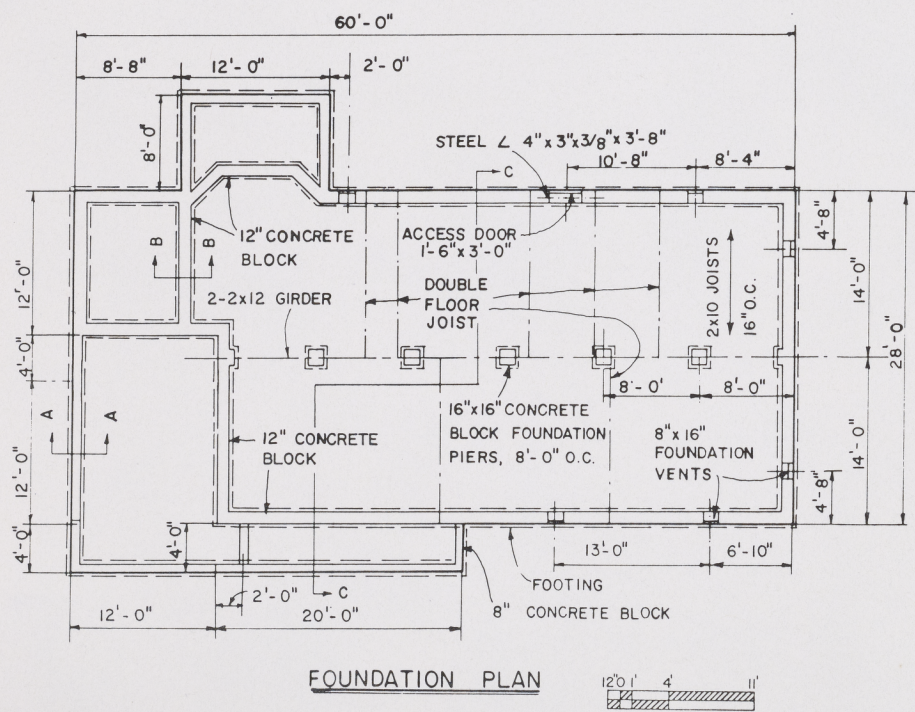 60'-0"
8'-8"
12'-0"
2'-0"
8'-0"
STEEL ∠ 4"x3"x3/8"x3'-8"
10'-8"
8'-4"
C
4'-8"
12"CONCRETE
BLOCK
ACCESS DOOR
1'-6"x3'-0"
B
B
12'-0"
2-2x12 GIRDER
DOUBLE
FLOOR
JOIST
2x10 JOISTS
16"O.C.
14'-0"
28'-0"
4'-0"
8'-0'
8'-0"
A
A
12" CONCRETE
BLOCK
16"x16" CONCRETE
BLOCK FOUNDATION
PIERS, 8'-0" O.C.
8"x16"
FOUNDATION
VENTS
12'-0"
14'-0"
4'-8"
4'-0"
4'-0"
13'-0"
6'-10"
2'-0"
C
FOOTING
12'-0"
20'-0"
8" CONCRETE BLOCK
FOUNDATION PLAN
12"0 1' 4' 11'